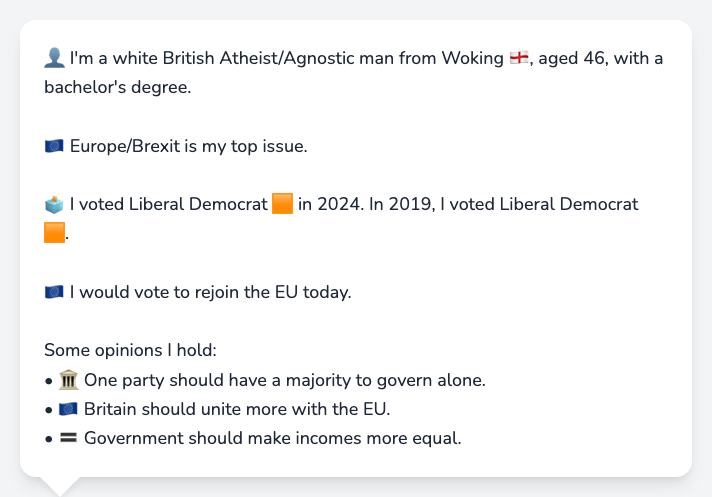 👤 I'm a white British Atheist/Agnostic man from Woking 🏴󠁧󠁢󠁥󠁮󠁧󠁿, aged 46, with a
bachelor's degree.
🇪🇺 Europe/Brexit is my top issue.
🗳️ I voted Liberal Democrat 🟧 in 2024. In 2019, I voted Liberal Democrat
🟧.
🇪🇺 I would vote to rejoin the EU today.
Some opinions I hold:
• 🏛️ One party should have a majority to govern alone.
• 🇪🇺 Britain should unite more with the EU.
• 🟰 Government should make incomes more equal.